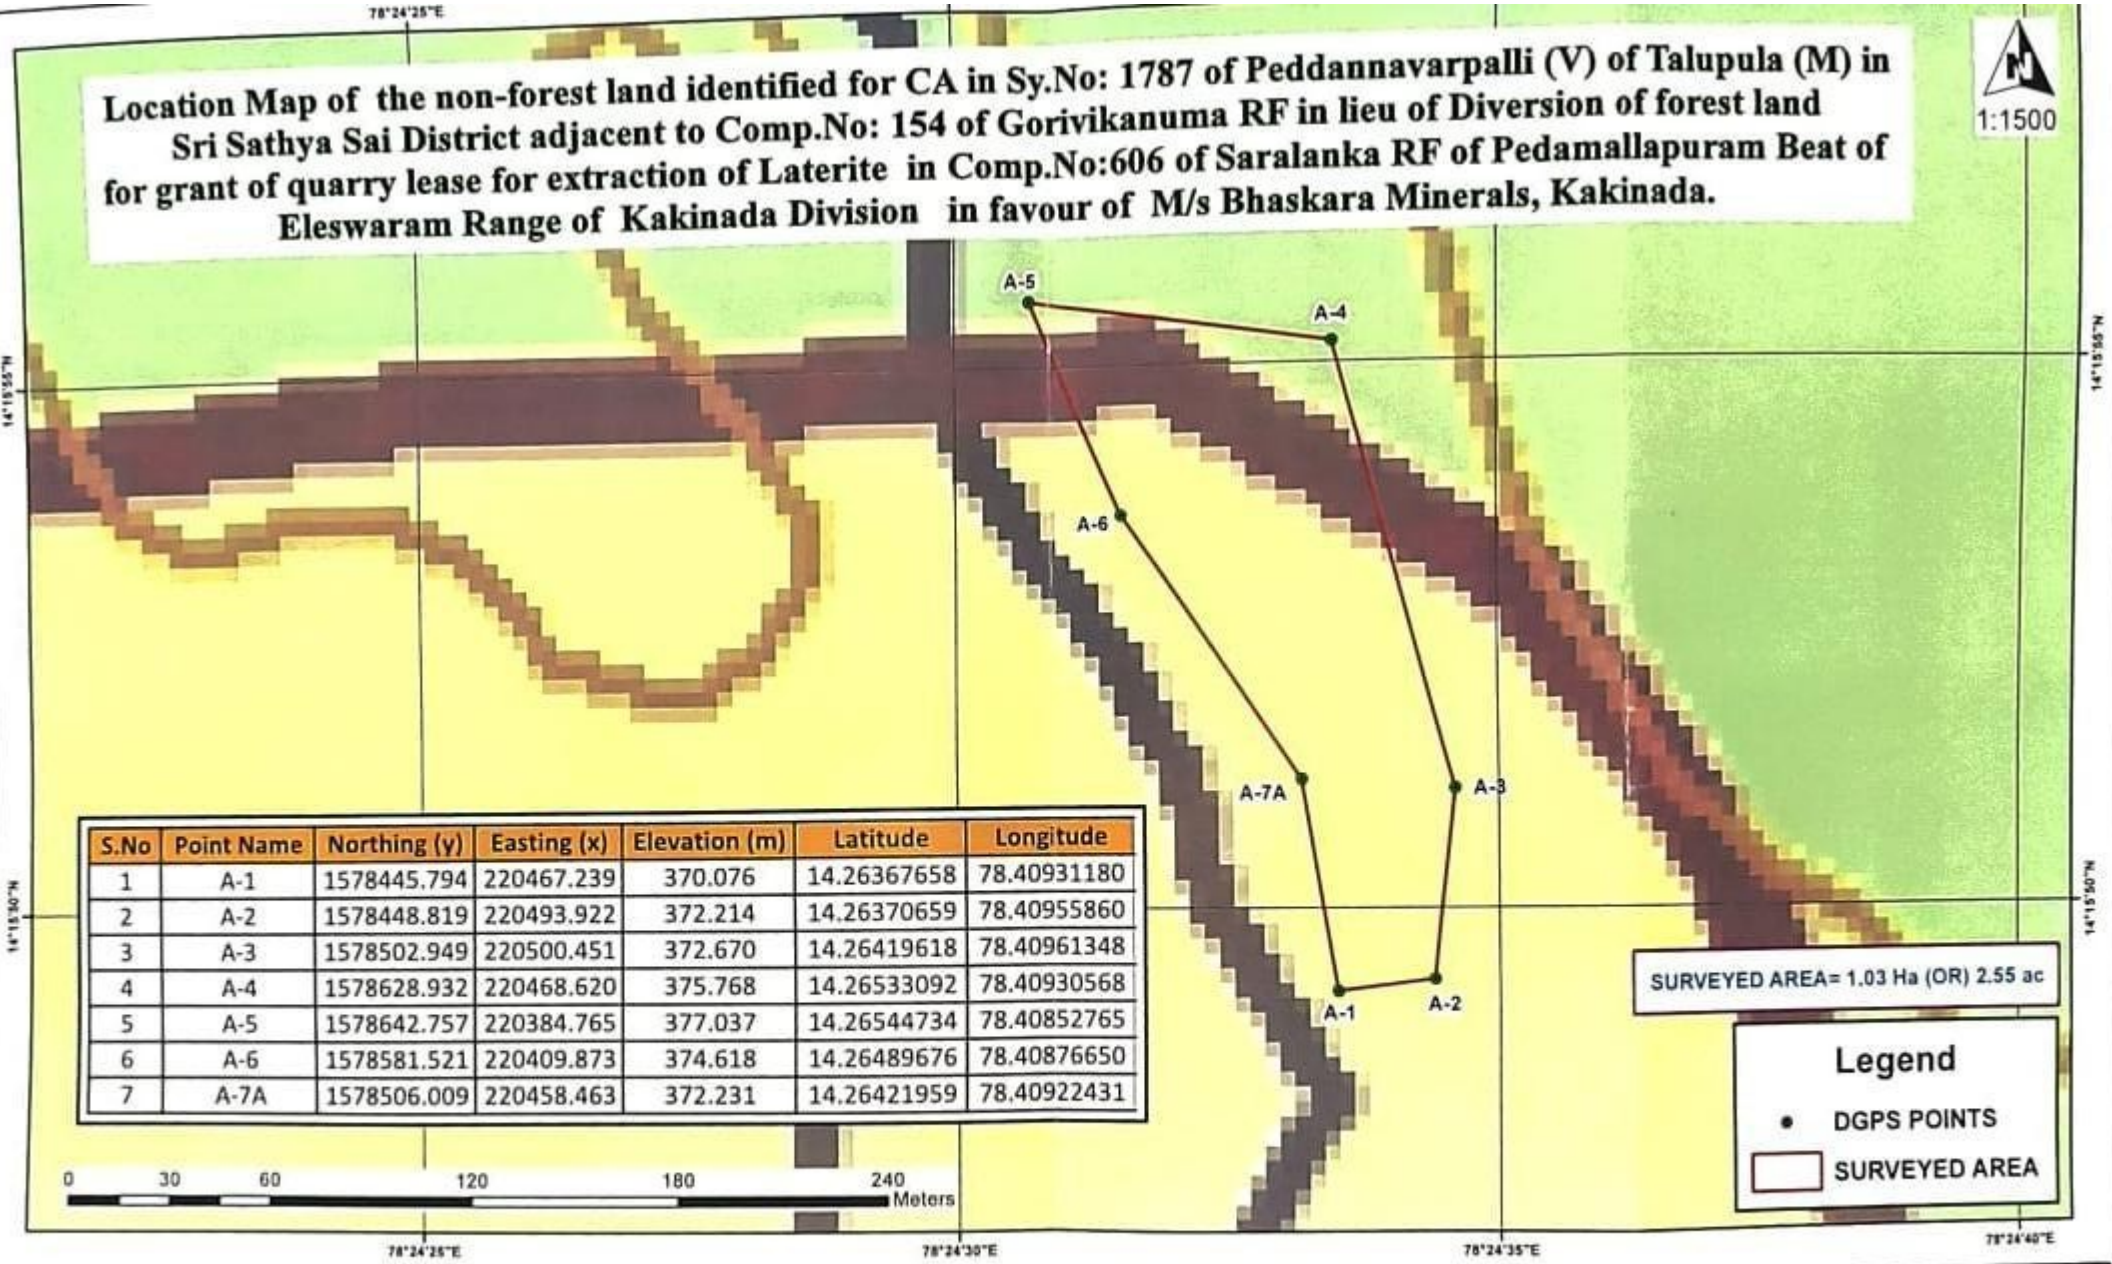 78°24'25"E
Location Map of the non-forest land identified for CA in Sy.No: 1787 of Peddannavarpalli (V) of Talupula (M) in
Sri Sathya Sai District adjacent to Comp.No: 154 of Gorivikanuma RF in lieu of Diversion of forest land
for grant of quarry lease for extraction of Laterite in Comp.No:606 of Saralanka RF of Pedamallapuram Beat of
Eleswaram Range of Kakinada Division in favour of M/s Bhaskara Minerals, Kakinada.
N
1:1500
A-5
A-4
14°15'55"N
14°15'55"N
A-6
A-7A
A-3
S.No Point Name Northing (y) Easting (x) Elevation (m) Latitude Longitude
1 A-1 1578445.794 220467.239 370.076 14.26367658 78.40931180
2 A-2 1578448.819 220493.922 372.214 14.26370659 78.40955860
3 A-3 1578502.949 220500.451 372.670 14.26419618 78.40961348
4 A-4 1578628.932 220468.620 375.768 14.26533092 78.40930568
5 A-5 1578642.757 220384.765 377.037 14.26544734 78.40852765
6 A-6 1578581.521 220409.873 374.618 14.26489676 78.40876650
7 A-7A 1578506.009 220458.463 372.231 14.26421959 78.40922431
14°15'50"N
14°15'50"N
A-1
A-2
SURVEYED AREA= 1.03 Ha (OR) 2.55 ac
Legend
DGPS POINTS
SURVEYED AREA
0 30 60 120 180 240
Meters
78°24'25"E
78°24'30"E
78°24'35"E
78°24'40"E